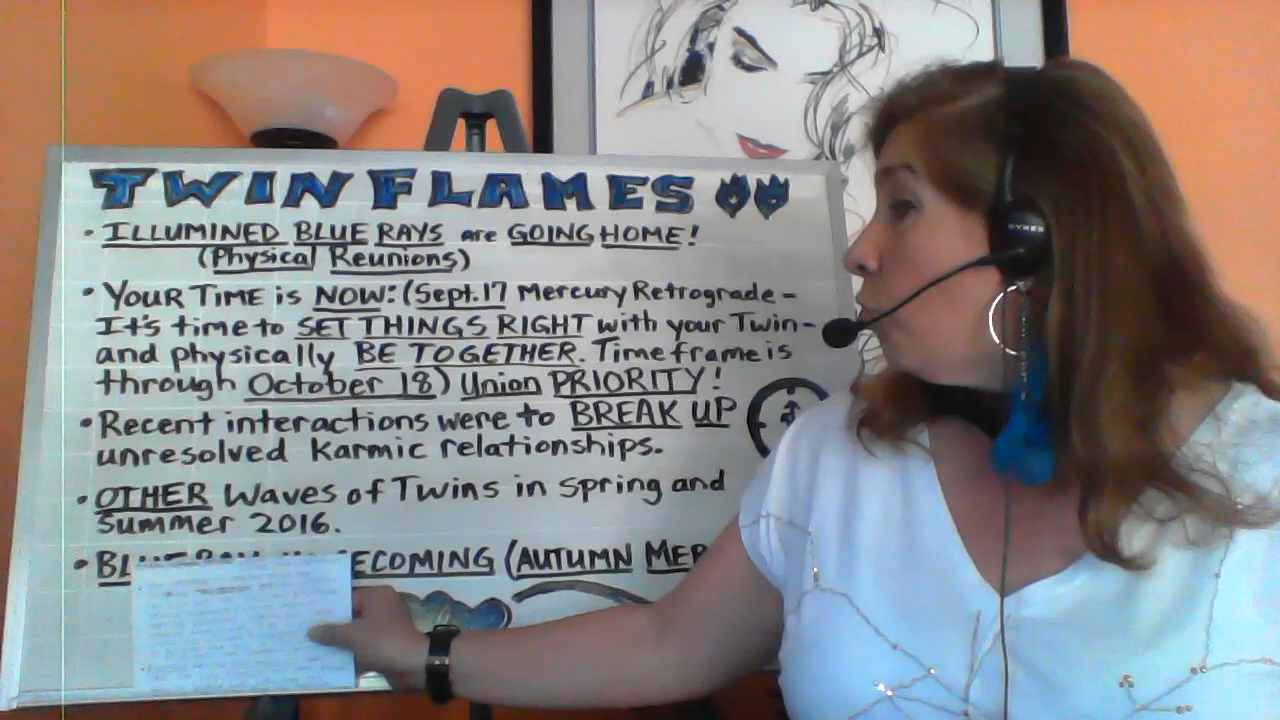 TWIN FLAMES
• ILLUMINED BLUE RAYS are GOING HOME!
(Physical Reunions)
• YOUR TIME is NOW: (Sept. 17 Mercury Retrograde -
It's time to SET THINGS RIGHT with your Twin -
and physically BE TOGETHER. Timeframe is
through October 18) Union PRIORITY!
• Recent interactions were to BREAK UP
unresolved Karmic relationships.
• OTHER Waves of Twins in Spring and
Summer 2016.
• ECOMING (AUTUMN MER